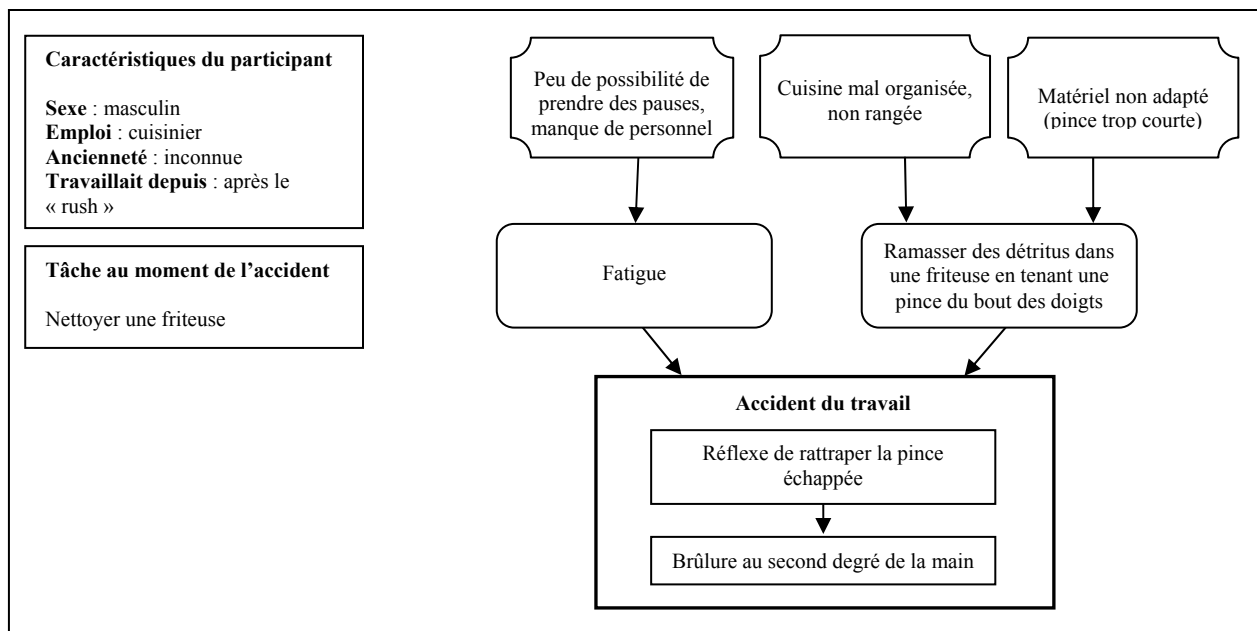 Caractéristiques du participant
Sexe : masculin
Emploi : cuisinier
Ancienneté : inconnue
Travaillait depuis : après le
« rush »
Tâche au moment de l’accident
Nettoyer une friteuse
Peu de possibilité de
prendre des pauses,
manque de personnel
Cuisine mal organisée,
non rangée
Matériel non adapté
(pince trop courte)
Fatigue
Ramasser des détritus dans
une friteuse en tenant une
pince du bout des doigts
Accident du travail
Réflexe de rattraper la pince
échappée
Brûlure au second degré de la main